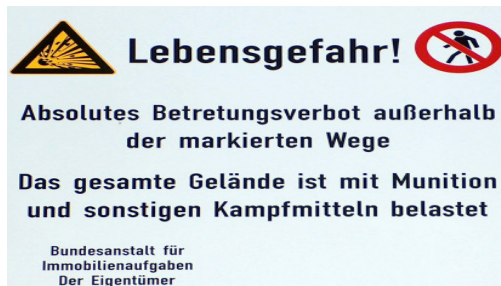 Lebensgefahr!
Absolutes Betretungsverbot außerhalb
der markierten Wege
Das gesamte Gelände ist mit Munition
und sonstigen Kampfmitteln belastet
Bundesanstalt für
Immobilienaufgaben
Der Eigentümer